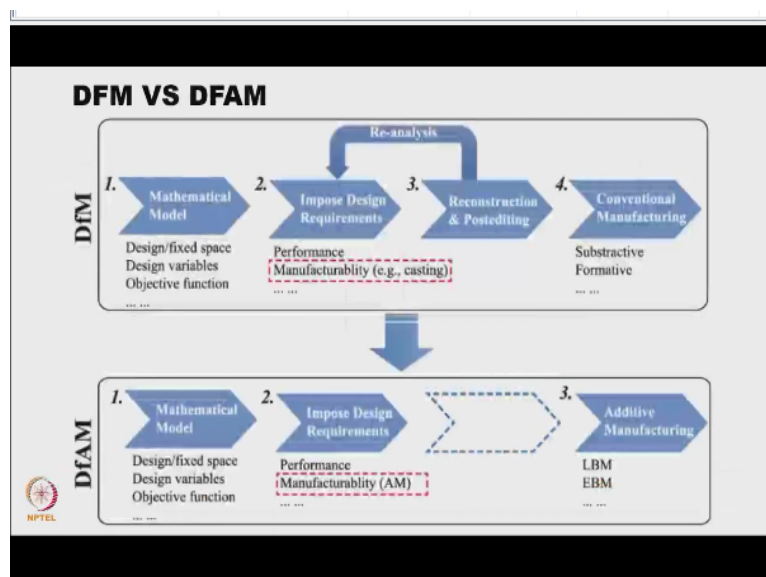 DFM VS DFAM
Re-analysis
DfM
1.
Mathematical
Model
Design/fixed space
Design variables
Objective function
... ...
2.
Impose Design
Requirements
Performance
Manufacturablity (e.g., casting)
... ...
3.
Reconstruction
& Postediting
4.
Conventional
Manufacturing
Substractive
Formative
... ...
DfAM
1.
Mathematical
Model
Design/fixed space
Design variables
Objective function
... ...
2.
Impose Design
Requirements
Performance
Manufacturablity (AM)
... ...
3.
Additive
Manufacturing
LBM
EBM
... ...
NPTEL